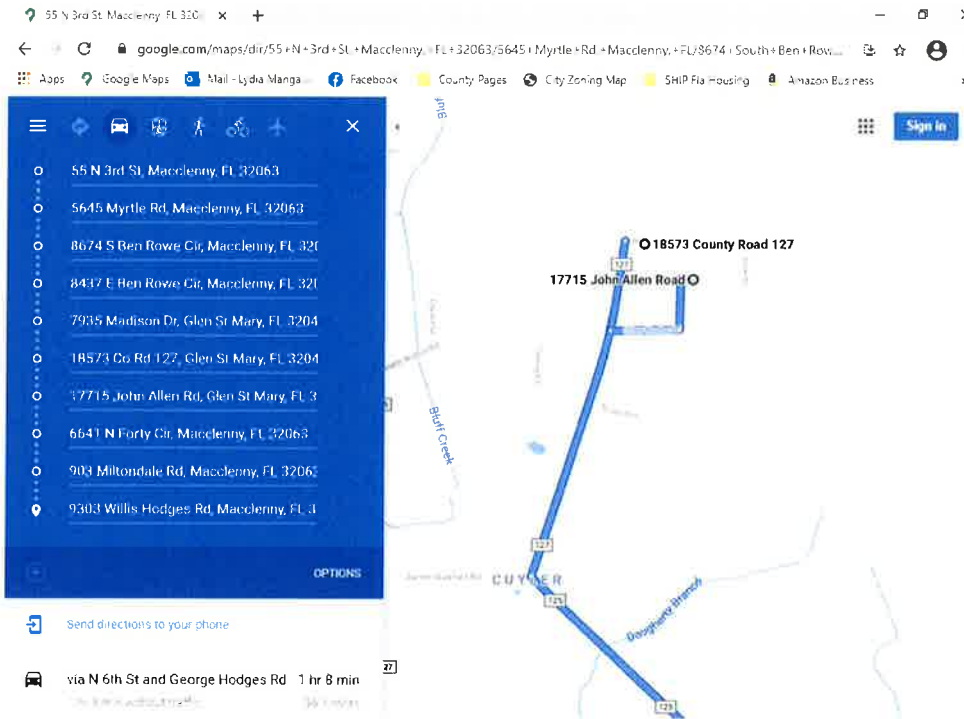 55 N 3rd St, Macclenny, FL 320
google.com/maps/dir/55+N+3rd+St,+Macclenny,+FL+32063/5645+Myrtle+Rd,+Macclenny,+FL/8674+South+Ben+Row...
Apps Google Maps Mail - Lydia Manga Facebook County Pages City Zoning Map SHIP Fla Housing Amazon Business
Sign in
55 N 3rd St, Macclenny, FL 32063
5645 Myrtle Rd, Macclenny, FL 32063
8674 S Ben Rowe Cir, Macclenny, FL 320
8437 E Ben Rowe Cir, Macclenny, FL 320
7935 Madison Dr, Glen St Mary, FL 3204
18573 Co Rd 127, Glen St Mary, FL 3204
17715 John Allen Rd, Glen St Mary, FL 3
6641 N Forty Cir, Macclenny, FL 32063
903 Miltondale Rd, Macclenny, FL 3206
9303 Willis Hodges Rd, Macclenny, FL 3
OPTIONS
Send directions to your phone
via N 6th St and George Hodges Rd 1 hr 8 min
Bluf
18573 County Road 127
127
17715 John Allen Road
Bluff Creek
127
CUYLER
125
Dougherty Branch
27
125